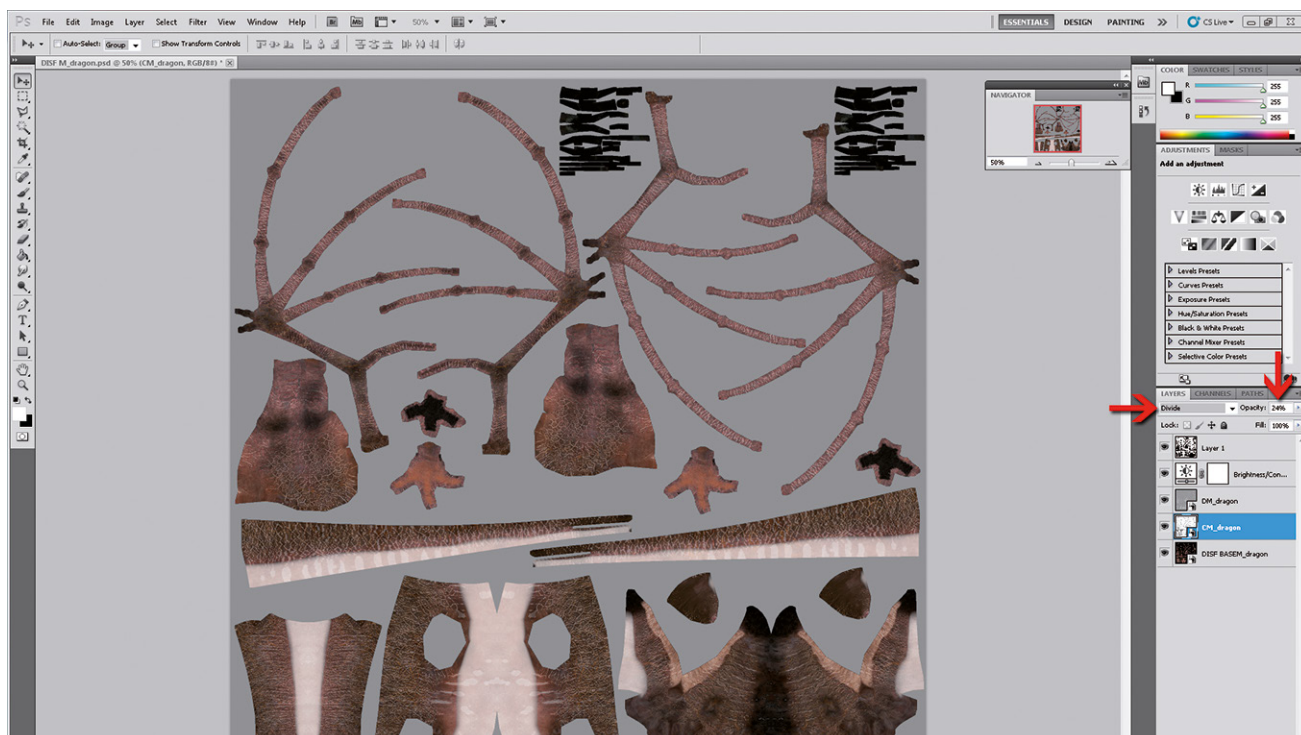 PS File Edit Image Layer Select Filter View Window Help Br Mb 50% ESSENTIALS DESIGN PAINTING CS Live
Auto-Select: Group Show Transform Controls
DISF M_dragon.psd @ 50% (CM_dragon, RGB/8#) *
NAVIGATOR
50%
COLOR SWATCHES STYLES
R 255
G 255
B 255
ADJUSTMENTS MASKS
Add an adjustment
Levels Presets
Curves Presets
Exposure Presets
Hue/Saturation Presets
Black & White Presets
Channel Mixer Presets
Selective Color Presets
LAYERS CHANNELS PATHS
Divide Opacity: 24%
Lock: Fill: 100%
Layer 1
Brightness/Con...
DM_dragon
CM_dragon
DISF BASEM_dragon